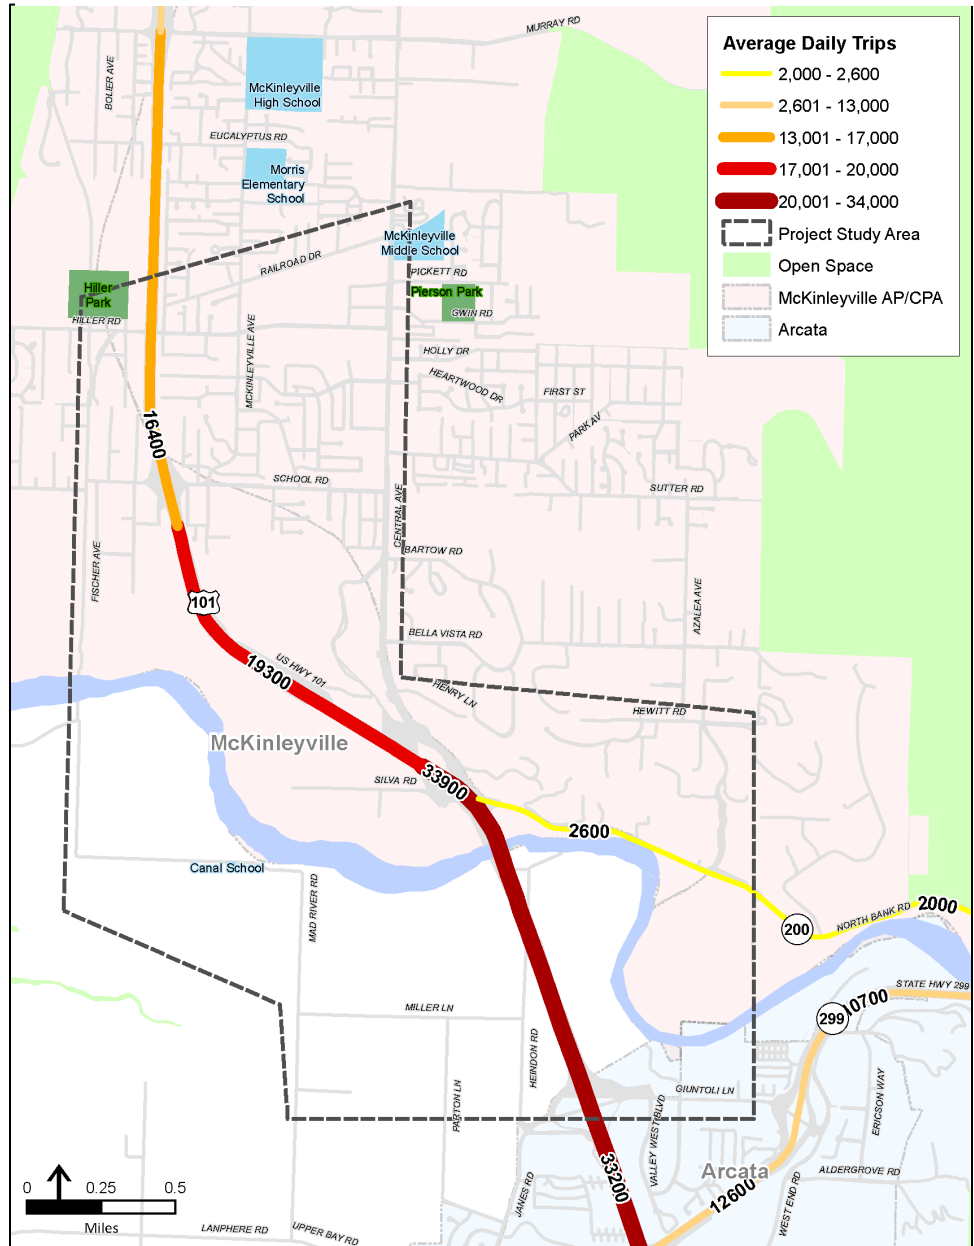 MURRAY RD
Average Daily Trips
2,000 - 2,600
2,601 - 13,000
13,001 - 17,000
17,001 - 20,000
20,001 - 34,000
Project Study Area
Open Space
McKinleyville AP/CPA
Arcata
BOLIER AVE
McKinleyville
High School
EUCALYPTUS RD
Morris
Elementary
School
McKinleyville
Middle School
RAILROAD DR
PICKETT RD
Hiller
Park
Pierson Park
HILLER RD
GWIN RD
MCKINLEYVILLE AVE
HOLLY DR
HEARTWOOD DR
FIRST ST
PARK AV
16400
SCHOOL RD
SUTTER RD
CENTRAL AVE
BARTOW RD
FISCHER AVE
AZALEA AVE
101
BELLA VISTA RD
US HWY 101
19300
HENRY LN
HEWITT RD
McKinleyville
SILVA RD
33900
2600
Canal School
MAD RIVER RD
200
NORTH BANK RD
2000
STATE HWY 299
10700
299
MILLER LN
HEINDON RD
GIUNTOLI LN
PARTON LN
VALLEY WEST BLVD
ERICSON WAY
33200
Arcata
12600
ALDERGROVE RD
WEST END RD
JANES RD
0 0.25 0.5
Miles
LANPHERE RD
UPPER BAY RD